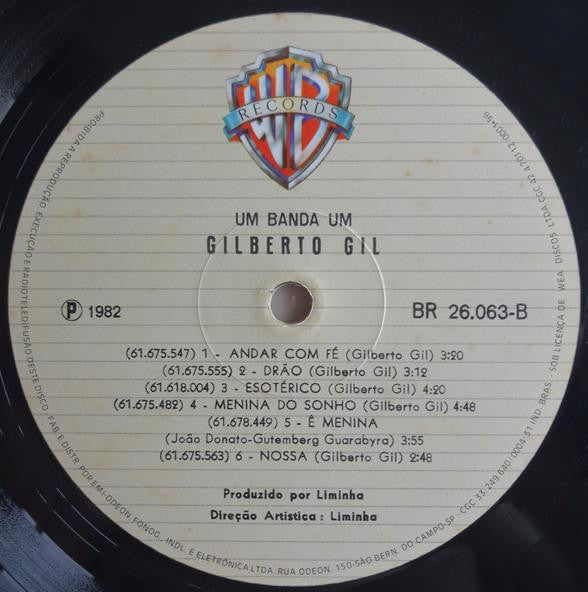 WB
RECORDS
UM BANDA UM
GILBERTO GIL
P 1982
BR 26.063-B
(61.675.547) 1 - ANDAR COM FÉ (Gilberto Gil) 3:20
(61.675.555) 2 - DRÃO (Gilberto Gil) 3:12
(61.618.004) 3 - ESOTÉRICO (Gilberto Gil) 4:20
(61.675.482) 4 - MENINA DO SONHO (Gilberto Gil) 4:48
(61.678.449) 5 - Ê MENINA
(João Donato-Gutemberg Guarabyra) 3:55
(61.675.563) 6 - NOSSA (Gilberto Gil) 2:48
Produzido por Liminha
Direção Artística : Liminha
PROIBIDA A REPRODUÇÃO EXECUÇÃO E RADIOTELEDIFUSÃO DESTE DISCO. FAB. E DISTR. POR EMI-ODEON FONOG., INDL. E ELETRÔNICA LTDA. RUA ODEON, 150-SÃO BERN. DO CAMPO-SP - CGC 33.249.640/0004-31 IND. BRAS. - SOB LICENÇA DE WEA DISCOS LTDA CGC 42.470.112/0001-56